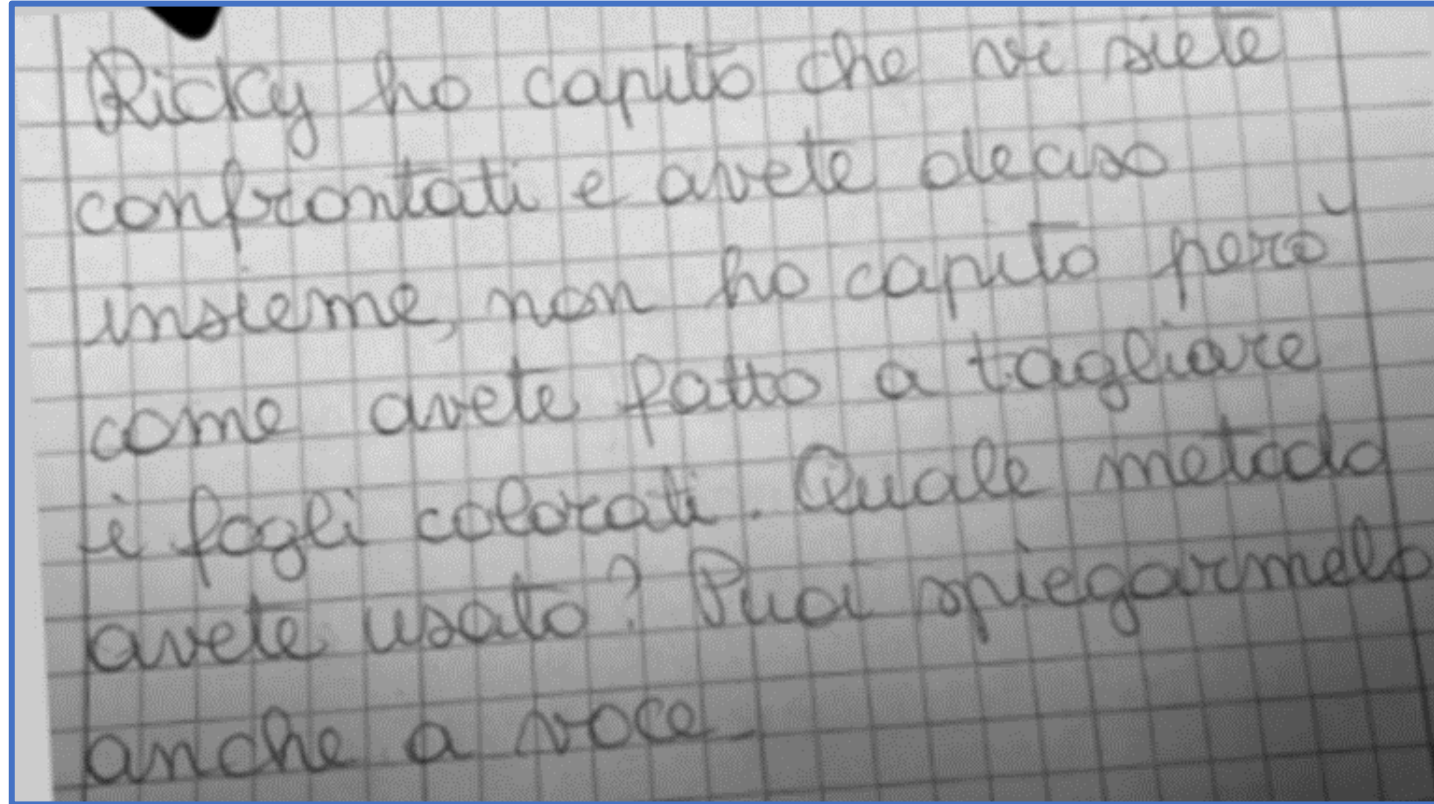 Ricky ho capito che vi siete
confrontati e avete deciso
insieme, non ho capito però
come avete fatto a tagliare
i fogli colorati. Quale metodo
avete usato? Puoi spiegarmelo
anche a voce.